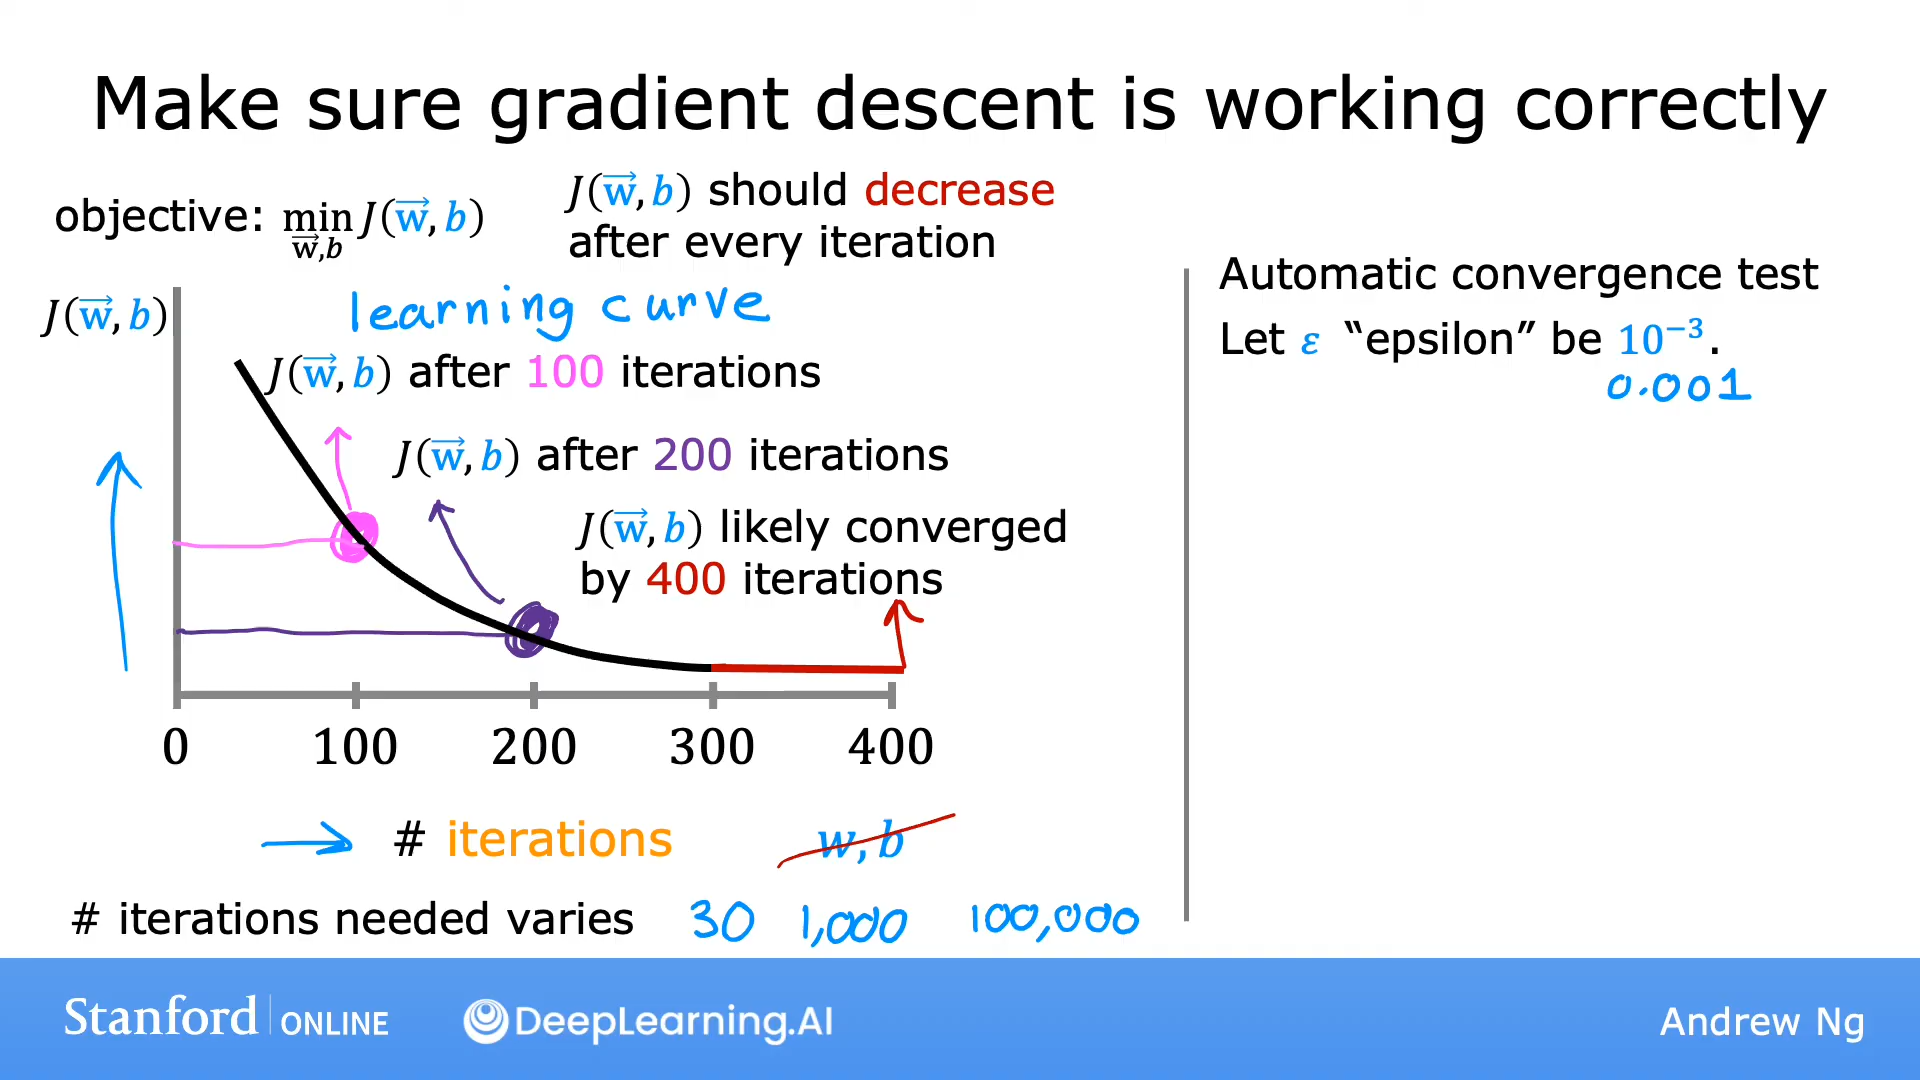 Make sure gradient descent is working correctly
objective: min J(w⃗, b)
w⃗,b
J(w⃗, b) should decrease
after every iteration
J(w⃗, b)
learning curve
J(w⃗, b) after 100 iterations
J(w⃗, b) after 200 iterations
J(w⃗, b) likely converged
by 400 iterations
0 100 200 300 400
# iterations
w, b
# iterations needed varies 30 1,000 100,000
Automatic convergence test
Let ε “epsilon” be 10⁻³.
0.001
Stanford ONLINE
DeepLearning.AI
Andrew Ng